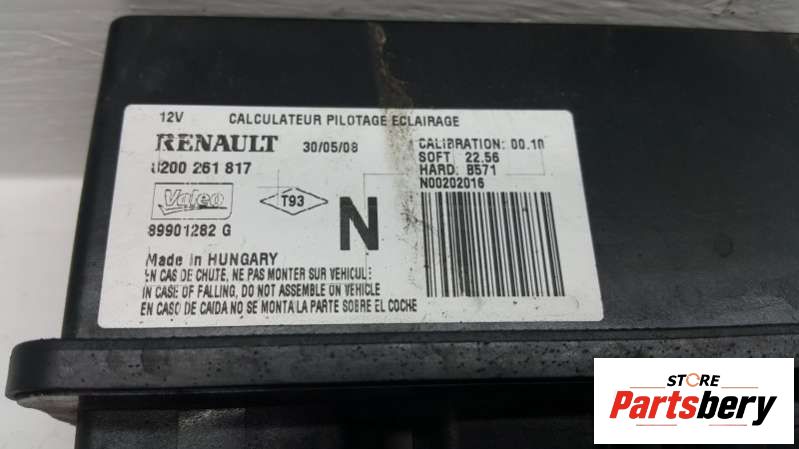 12V CALCULATEUR PILOTAGE ECLAIRAGE
RENAULT 30/05/08 CALIBRATION: 00.10
8200 261 817 SOFT 22.56
HARD: B571
N00202016
Valeo T93 N
89901282 G
Made in HUNGARY
EN CAS DE CHUTE, NE PAS MONTER SUR VEHICULE
IN CASE OF FALLING, DO NOT ASSEMBLE ON VEHICLE
EN CASO DE CAIDA NO SE MONTA LA PARTE SOBRE EL COCHE
STORE
Partsbery